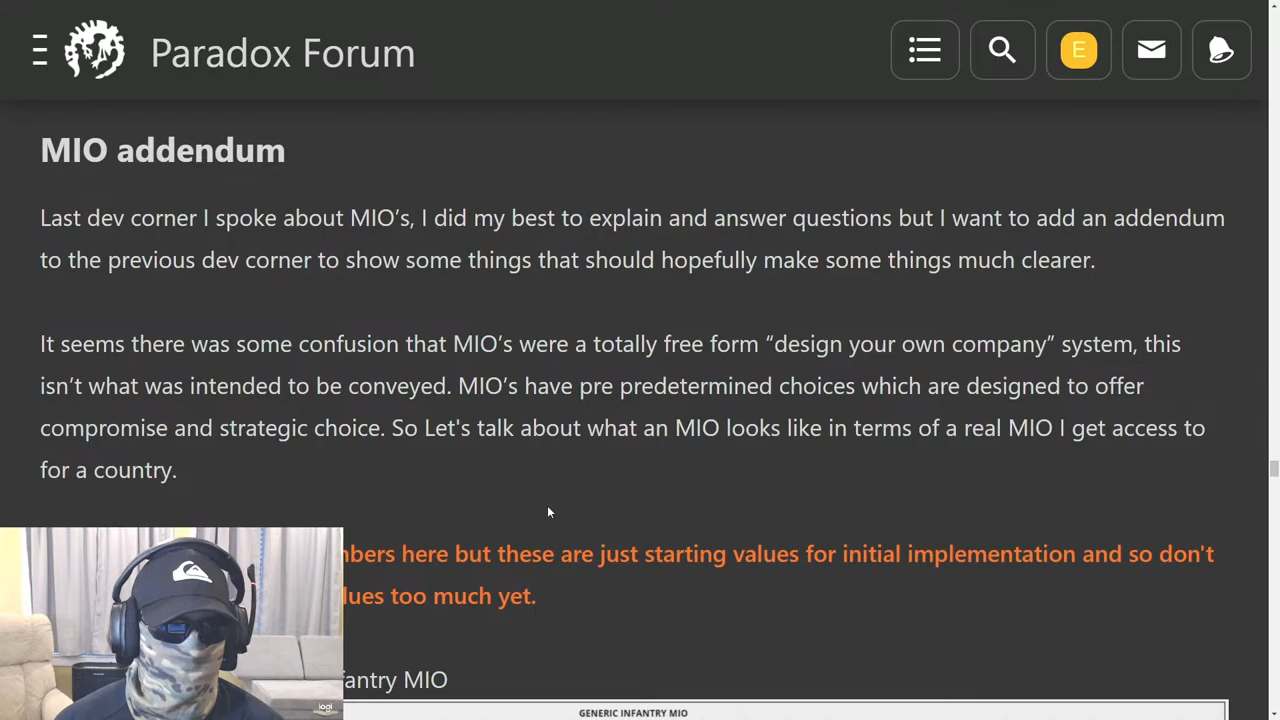 Paradox Forum
E
MIO addendum
Last dev corner I spoke about MIO’s, I did my best to explain and answer questions but I want to add an addendum
to the previous dev corner to show some things that should hopefully make some things much clearer.
It seems there was some confusion that MIO’s were a totally free form “design your own company” system, this
isn’t what was intended to be conveyed. MIO’s have pre predetermined choices which are designed to offer
compromise and strategic choice. So Let's talk about what an MIO looks like in terms of a real MIO I get access to
for a country.
here but these are just starting values for initial implementation and so don't
too much yet.
MIO
GENERIC INFANTRY MIO
logi